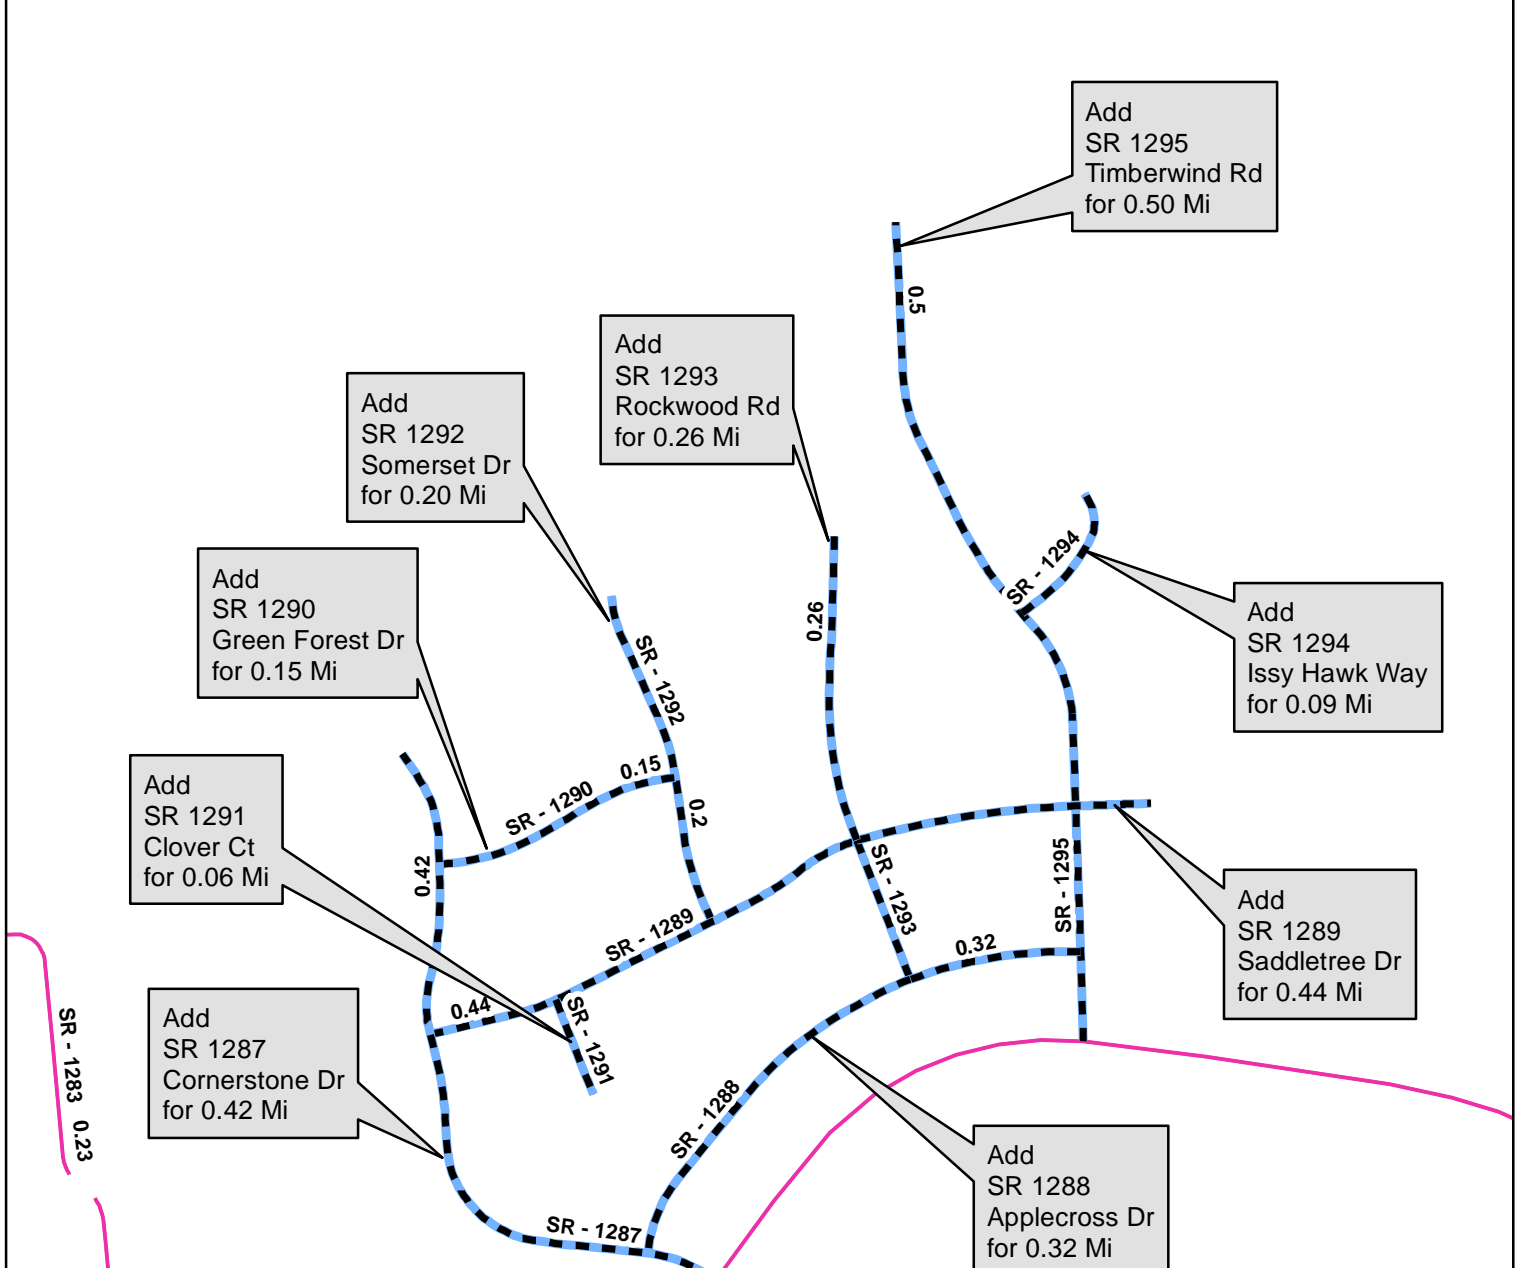 Add
SR 1295
Timberwind Rd
for 0.50 Mi
0.5
Add
SR 1293
Rockwood Rd
for 0.26 Mi
Add
SR 1292
Somerset Dr
for 0.20 Mi
Add
SR 1290
Green Forest Dr
for 0.15 Mi
SR - 1294
0.26
Add
SR 1294
Issy Hawk Way
for 0.09 Mi
SR - 1292
Add
SR 1291
Clover Ct
for 0.06 Mi
0.15
SR - 1290
0.2
0.42
SR - 1293
SR - 1295
Add
SR 1289
Saddletree Dr
for 0.44 Mi
SR - 1289
0.32
0.44
SR - 1291
Add
SR 1287
Cornerstone Dr
for 0.42 Mi
SR - 1283 0.23
SR - 1288
Add
SR 1288
Applecross Dr
for 0.32 Mi
SR - 1287